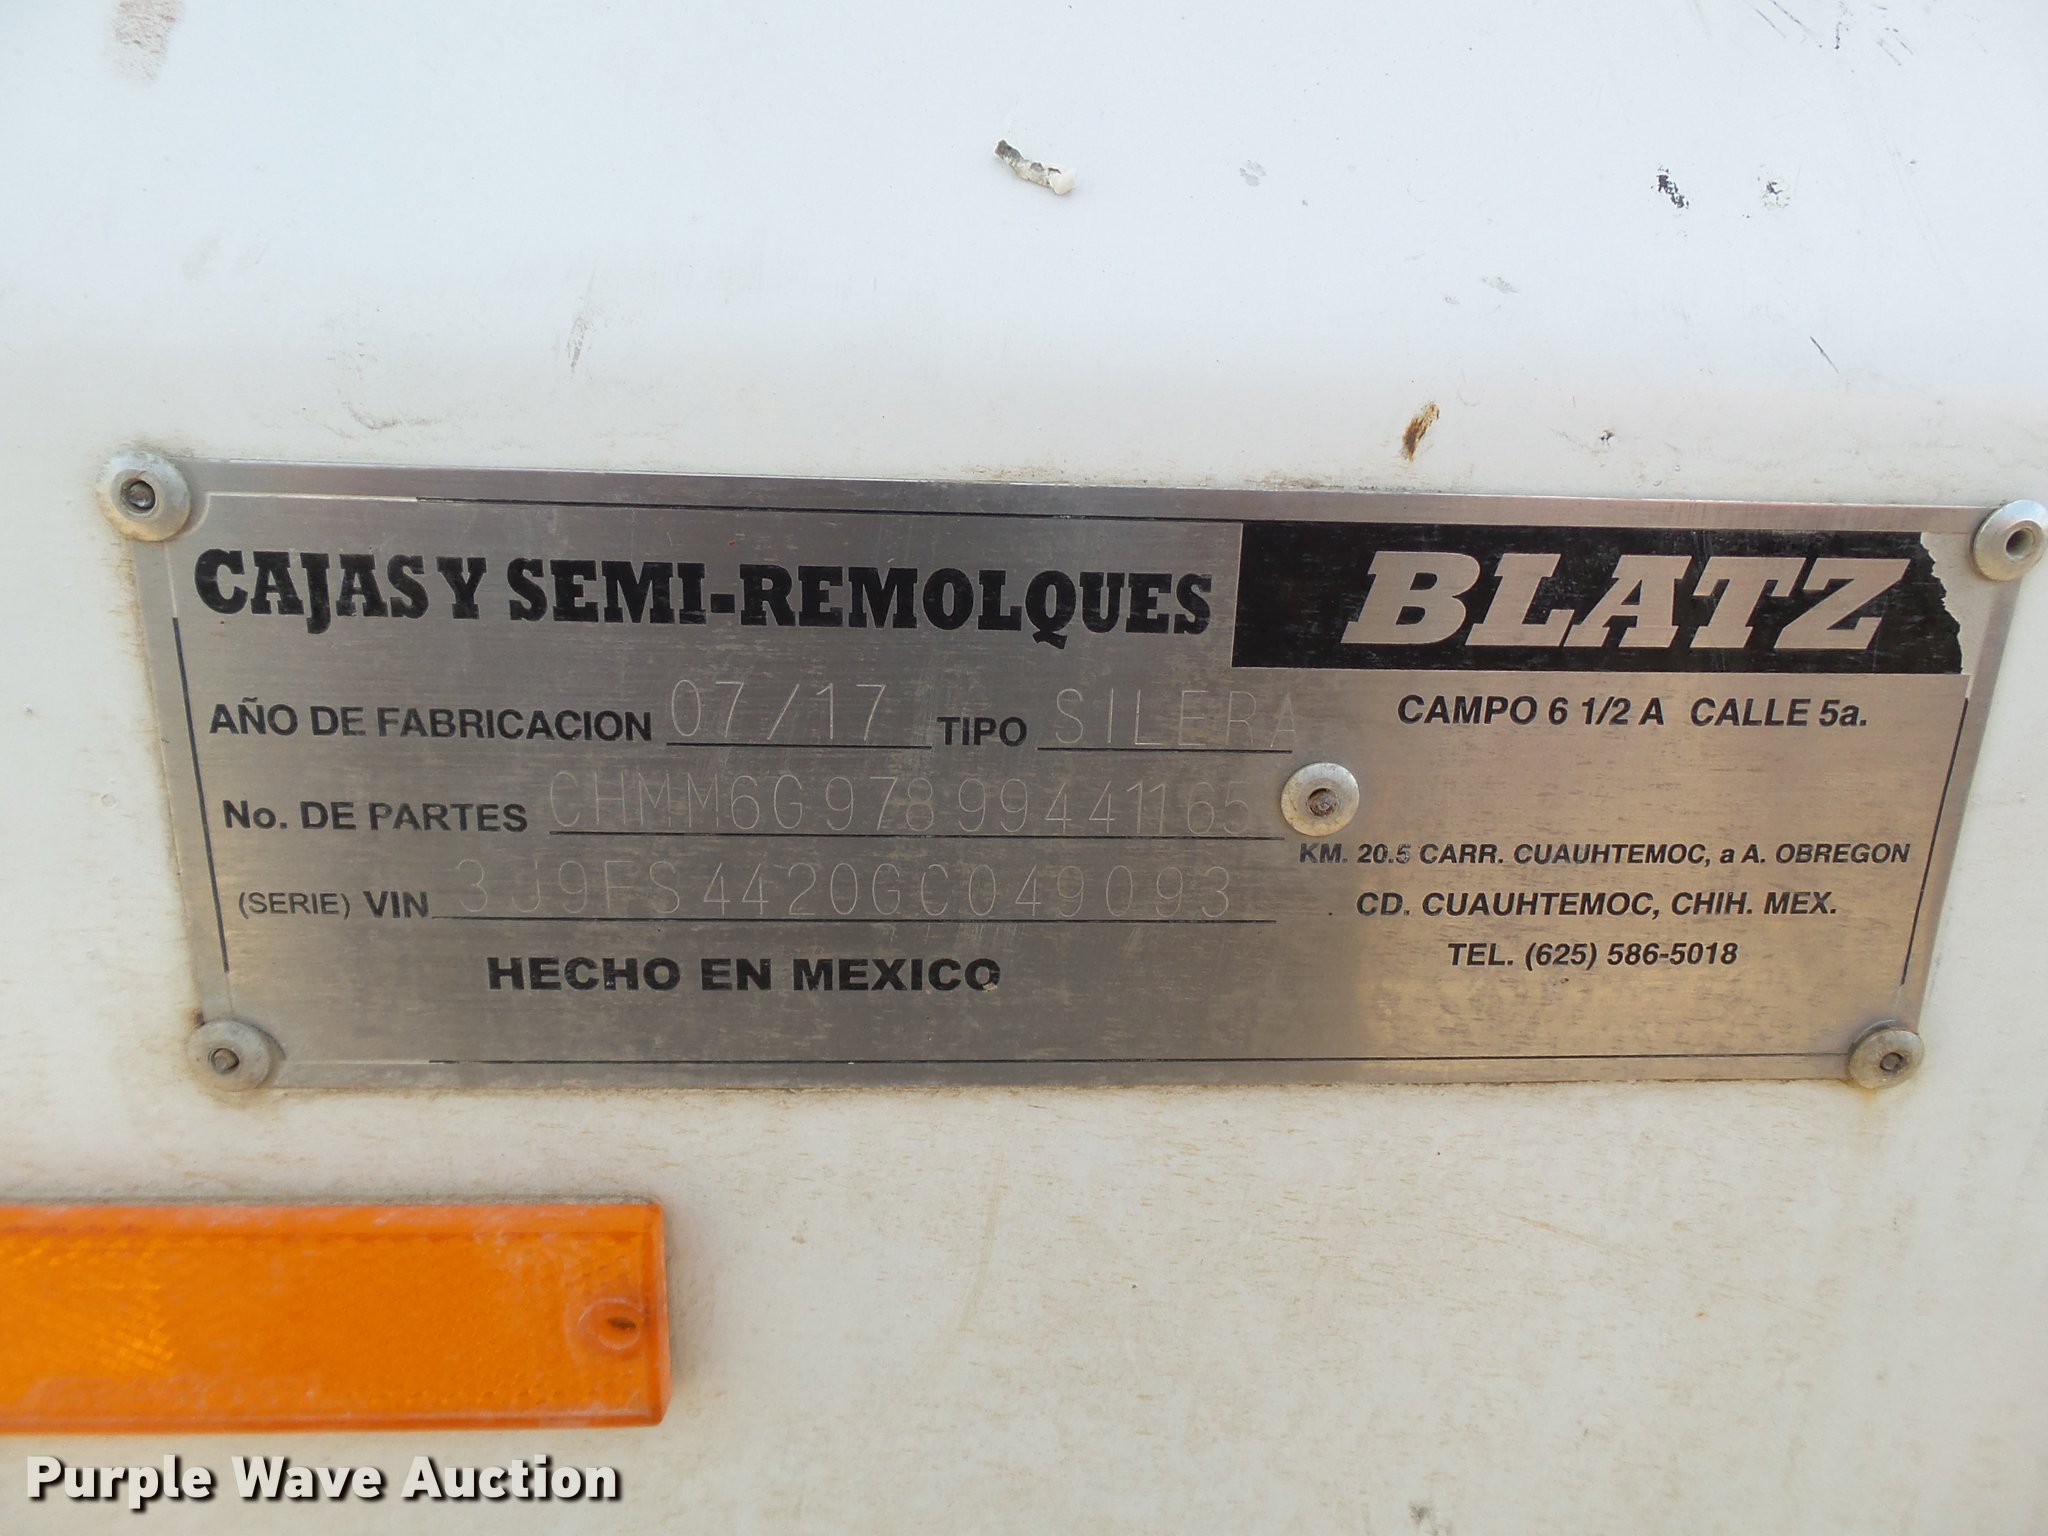 CAJAS Y SEMI-REMOLQUES
BLATZ
AÑO DE FABRICACION 07/17 TIPO SILERA
CAMPO 6 1/2 A CALLE 5a.
No. DE PARTES CHMM6G97899441165
KM. 20.5 CARR. CUAUHTEMOC, a A. OBREGON
(SERIE) VIN 3J9FS4420GC049093
CD. CUAUHTEMOC, CHIH. MEX.
TEL. (625) 586-5018
HECHO EN MEXICO
Purple Wave Auction